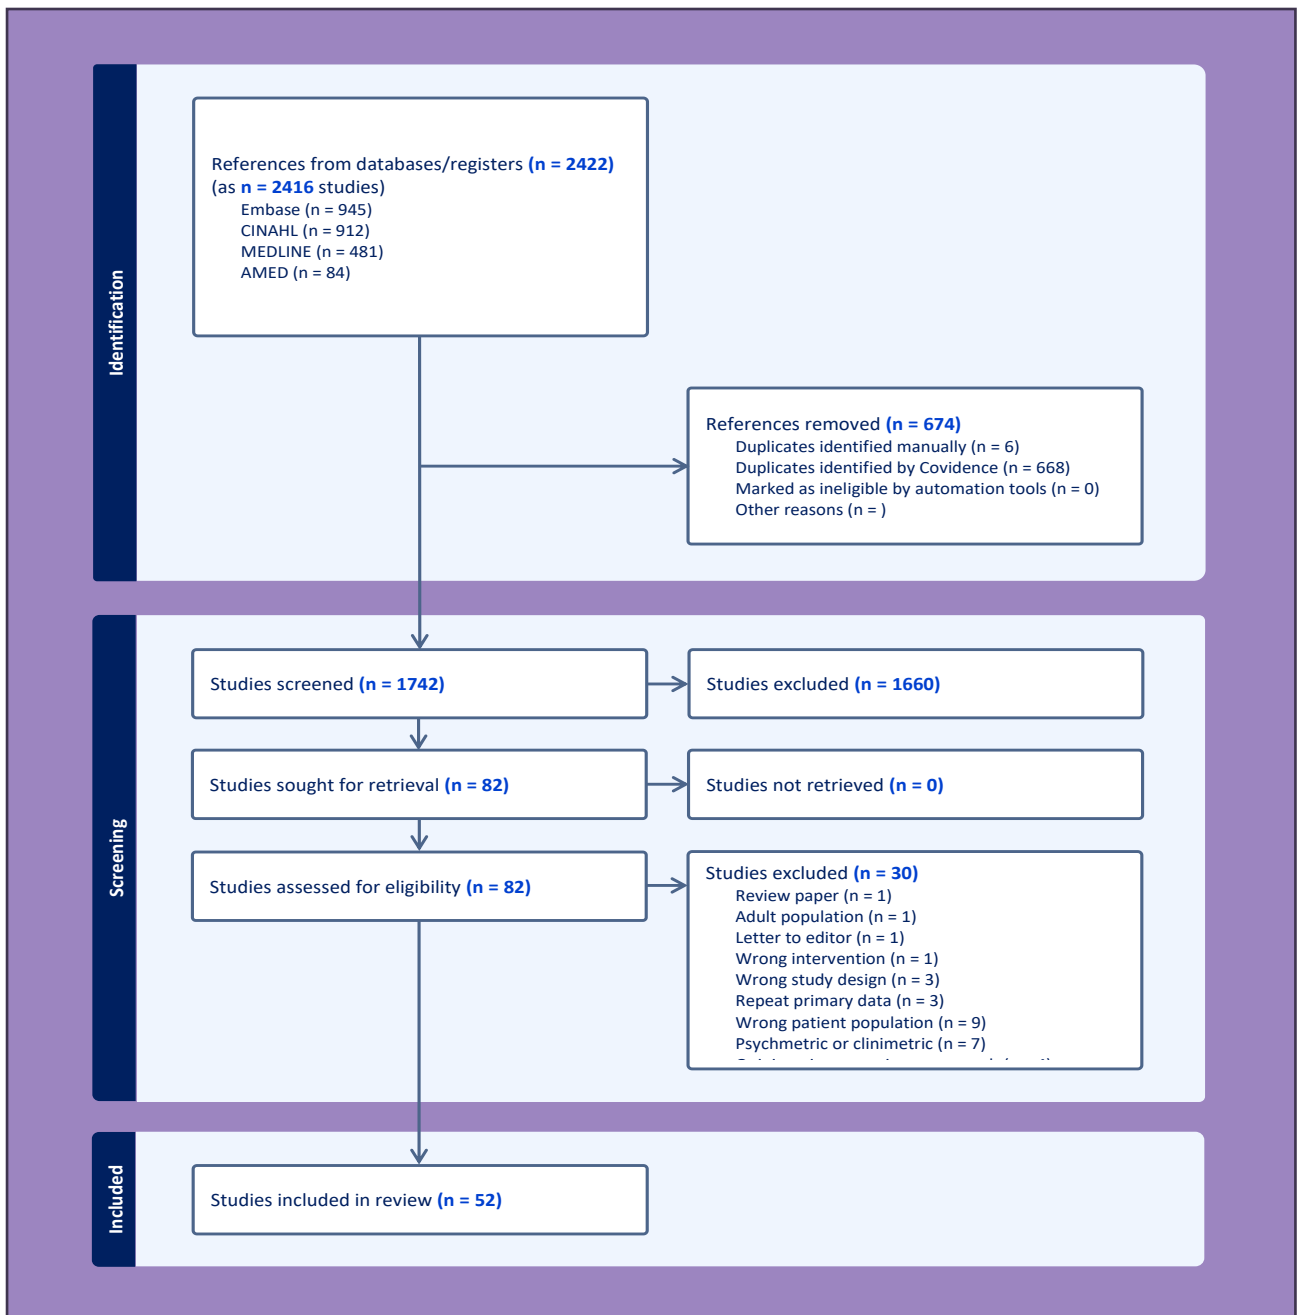 Identification
References from databases/registers (n = 2422)
(as n = 2416 studies)
Embase (n = 945)
CINAHL (n = 912)
MEDLINE (n = 481)
AMED (n = 84)
References removed (n = 674)
Duplicates identified manually (n = 6)
Duplicates identified by Covidence (n = 668)
Marked as ineligible by automation tools (n = 0)
Other reasons (n = )
Screening
Studies screened (n = 1742)
Studies excluded (n = 1660)
Studies sought for retrieval (n = 82)
Studies not retrieved (n = 0)
Studies assessed for eligibility (n = 82)
Studies excluded (n = 30)
Review paper (n = 1)
Adult population (n = 1)
Letter to editor (n = 1)
Wrong intervention (n = 1)
Wrong study design (n = 3)
Repeat primary data (n = 3)
Wrong patient population (n = 9)
Psychmetric or clinimetric (n = 7)
Included
Studies included in review (n = 52)